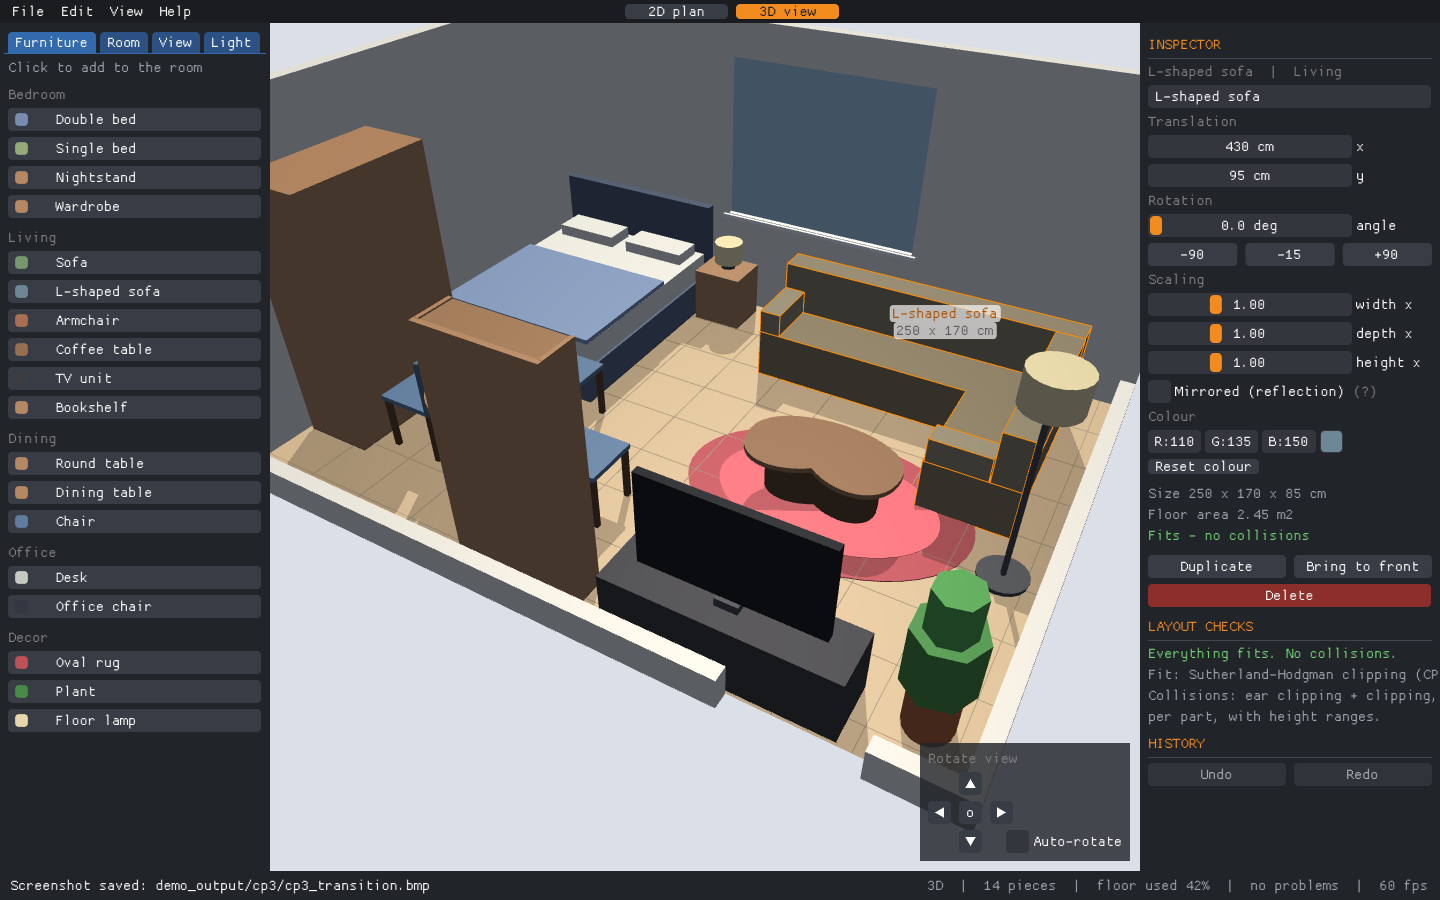 File Edit View Help
2D plan 3D view
Furniture Room View Light
Click to add to the room
Bedroom
Double bed
Single bed
Nightstand
Wardrobe
Living
Sofa
L-shaped sofa
Armchair
Coffee table
TV unit
Bookshelf
Dining
Round table
Dining table
Chair
Office
Desk
Office chair
Decor
Oval rug
Plant
Floor lamp
L-shaped sofa
250 x 170 cm
Rotate view
o
Auto-rotate
INSPECTOR
L-shaped sofa | Living
L-shaped sofa
Translation
430 cm x
95 cm y
Rotation
0.0 deg angle
-90 -15 +90
Scaling
1.00 width x
1.00 depth x
1.00 height x
Mirrored (reflection) (?)
Colour
R:110 G:135 B:150
Reset colour
Size 250 x 170 x 85 cm
Floor area 2.45 m2
Fits - no collisions
Duplicate Bring to front
Delete
LAYOUT CHECKS
Everything fits. No collisions.
Fit: Sutherland-Hodgman clipping (CP
Collisions: ear clipping + clipping,
per part, with height ranges.
HISTORY
Undo Redo
Screenshot saved: demo_output/cp3/cp3_transition.bmp
3D | 14 pieces | floor used 42% | no problems | 60 fps